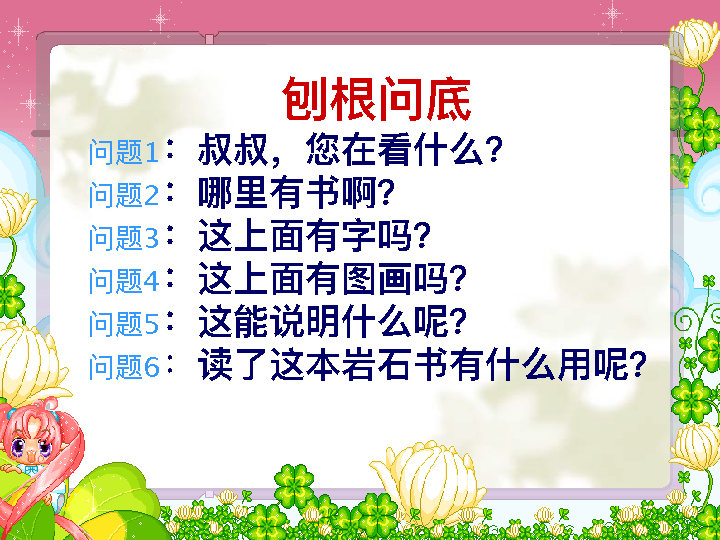 刨根问底
问题1：叔叔，您在看什么?
问题2：哪里有书啊?
问题3：这上面有字吗?
问题4：这上面有图画吗?
问题5：这能说明什么呢?
问题6：读了这本岩石书有什么用呢?